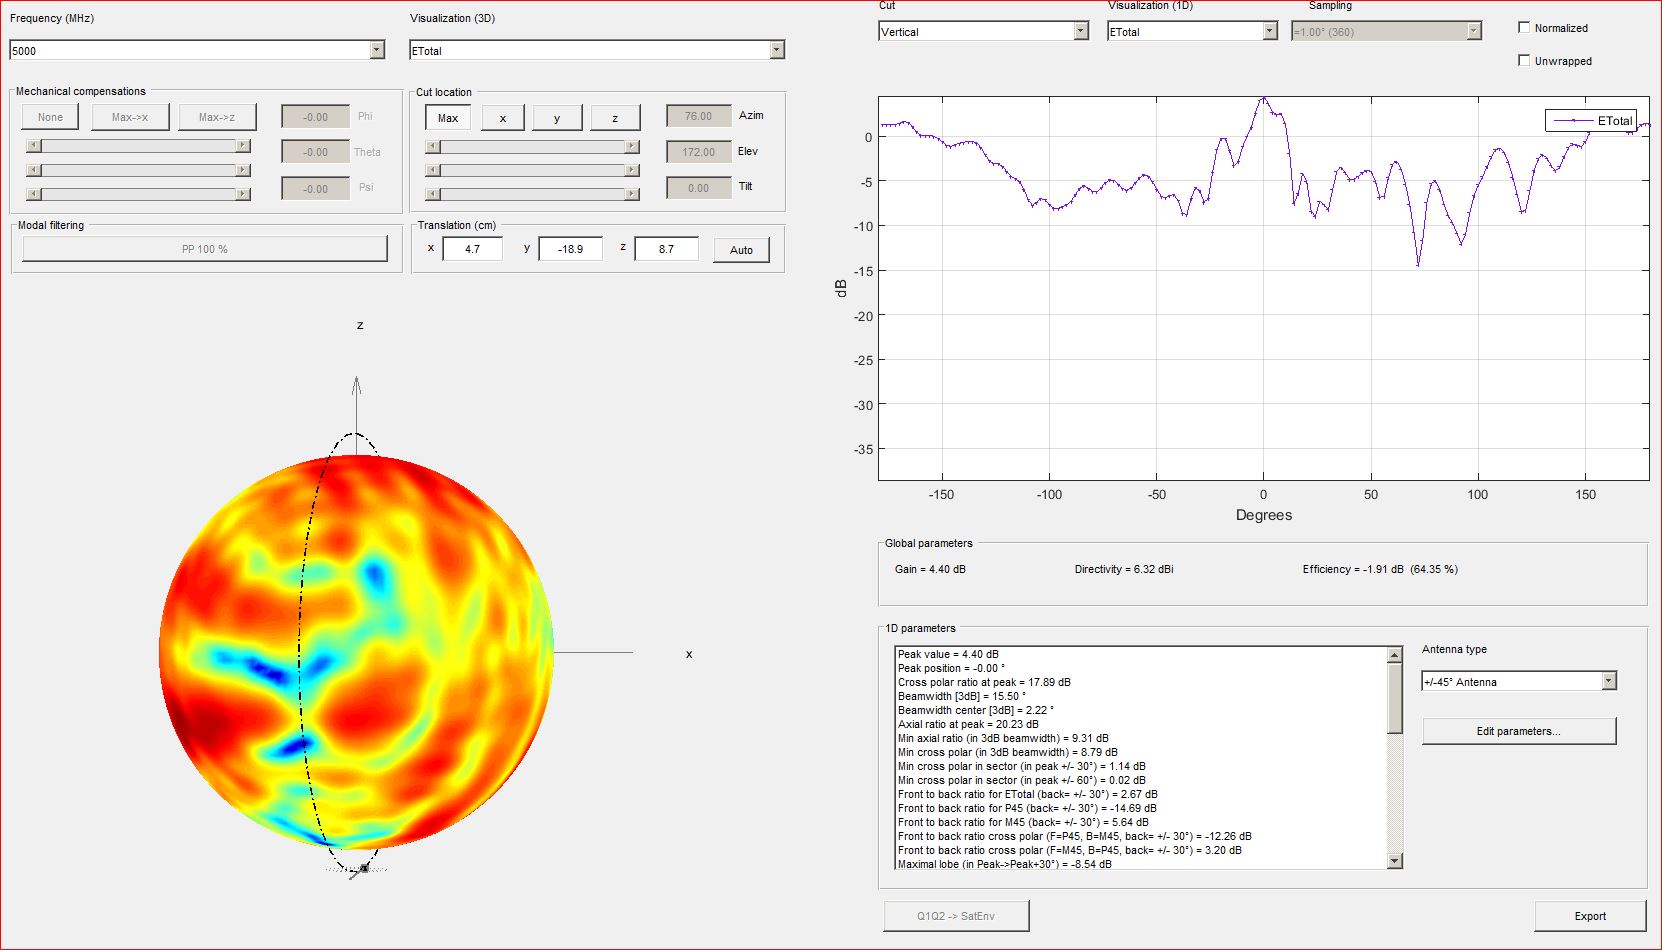 Frequency (MHz)
5000
Visualization (3D)
ETotal
Mechanical compensations
None
Max->x
Max->z
-0.00 Phi
-0.00 Theta
-0.00 Psi
Cut location
Max
x
y
z
76.00 Azim
172.00 Elev
0.00 Tilt
Modal filtering
PP 100 %
Translation (cm)
x 4.7 y -18.9 z 8.7 Auto
z
x
Cut
Vertical
Visualization (1D)
ETotal
Sampling
=1.00° (360)
Normalized
Unwrapped
ETotal
0
-5
-10
-15
-20
-25
-30
-35
dB
-150 -100 -50 0 50 100 150
Degrees
Global parameters
Gain = 4.40 dB Directivity = 6.32 dBi Efficiency = -1.91 dB (64.35 %)
1D parameters
Peak value = 4.40 dB
Peak position = -0.00 °
Cross polar ratio at peak = 17.89 dB
Beamwidth [3dB] = 15.50 °
Beamwidth center [3dB] = 2.22 °
Axial ratio at peak = 20.23 dB
Min axial ratio (in 3dB beamwidth) = 9.31 dB
Min cross polar (in 3dB beamwidth) = 8.79 dB
Min cross polar in sector (in peak +/- 30°) = 1.14 dB
Min cross polar in sector (in peak +/- 60°) = 0.02 dB
Front to back ratio for ETotal (back= +/- 30°) = 2.67 dB
Front to back ratio for P45 (back= +/- 30°) = -14.69 dB
Front to back ratio for M45 (back= +/- 30°) = 5.64 dB
Front to back ratio cross polar (F=P45, B=M45, back= +/- 30°) = -12.26 dB
Front to back ratio cross polar (F=M45, B=P45, back= +/- 30°) = 3.20 dB
Maximal lobe (in Peak->Peak+30°) = -8.54 dB
Antenna type
+/-45° Antenna
Edit parameters...
Q1Q2 -> SatEnv
Export